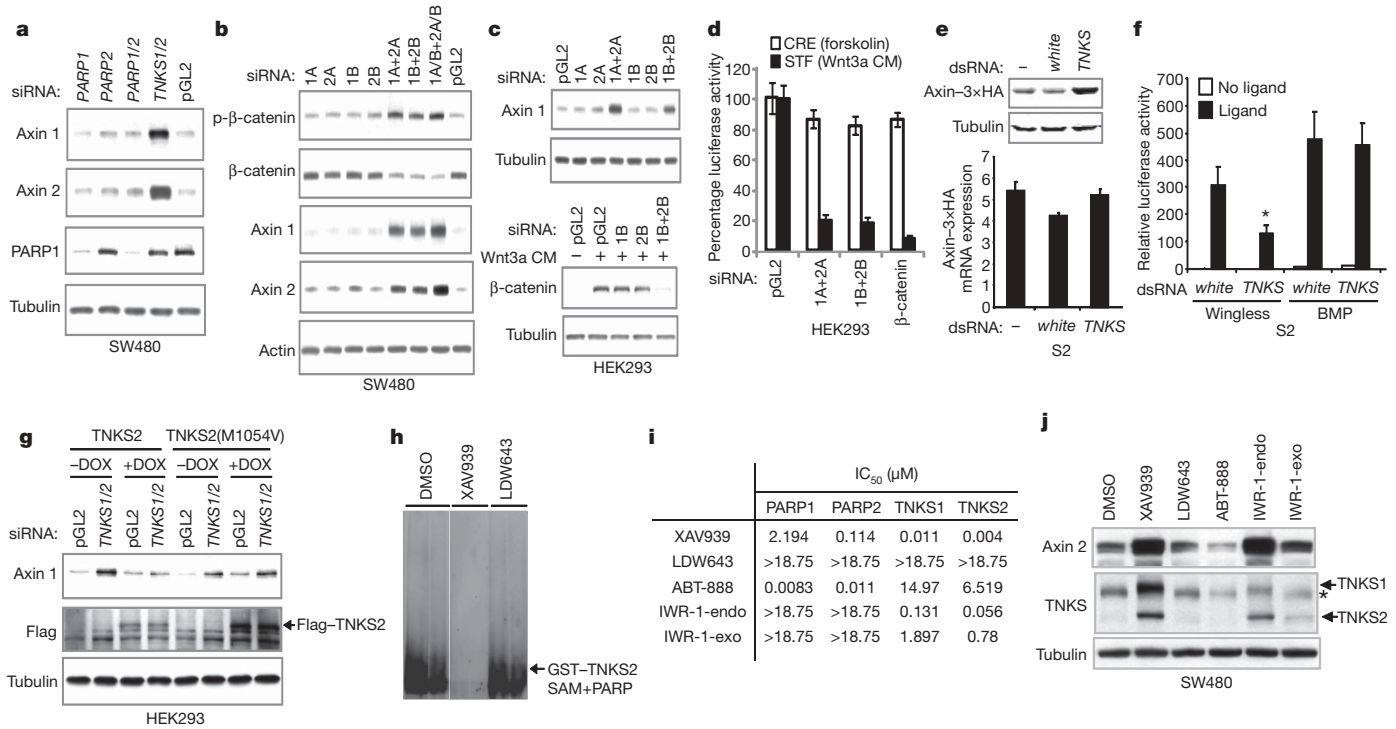 a
siRNA:
PARP1
PARP2
PARP1/2
TNKS1/2
pGL2
Axin 1
Axin 2
PARP1
Tubulin
SW480
b
siRNA:
1A
2A
1B
2B
1A+2A
1B+2B
1A/B+2A/B
pGL2
p-β-catenin
β-catenin
Axin 1
Axin 2
Actin
SW480
c
siRNA:
pGL2
1A
2A
1A+2A
1B
2B
1B+2B
Axin 1
Tubulin
siRNA:
pGL2
pGL2
1B
2B
1B+2B
Wnt3a CM – + + + +
β-catenin
Tubulin
HEK293
d
CRE (forskolin)
STF (Wnt3a CM)
Percentage luciferase activity
120
100
80
60
40
20
0
siRNA:
pGL2
1A+2A
1B+2B
β-catenin
HEK293
e
dsRNA: – white TNKS
Axin–3×HA
Tubulin
Axin–3×HA
mRNA expression
7
6
5
4
3
2
1
0
dsRNA: – white TNKS
S2
f
No ligand
Ligand
Relative luciferase activity
700
600
500
400
300
200
100
0
*
dsRNA white TNKS white TNKS
Wingless BMP
S2
g
TNKS2 TNKS2(M1054V)
–DOX +DOX –DOX +DOX
siRNA:
pGL2
TNKS1/2
pGL2
TNKS1/2
pGL2
TNKS1/2
pGL2
TNKS1/2
Axin 1
Flag
Flag–TNKS2
Tubulin
HEK293
h
DMSO
XAV939
LDW643
GST–TNKS2
SAM+PARP
i
IC50 (μM)
PARP1 PARP2 TNKS1 TNKS2
XAV939 2.194 0.114 0.011 0.004
LDW643 >18.75 >18.75 >18.75 >18.75
ABT-888 0.0083 0.011 14.97 6.519
IWR-1-endo >18.75 >18.75 0.131 0.056
IWR-1-exo >18.75 >18.75 1.897 0.78
j
DMSO
XAV939
LDW643
ABT-888
IWR-1-endo
IWR-1-exo
Axin 2
TNKS
TNKS1
*
TNKS2
Tubulin
SW480